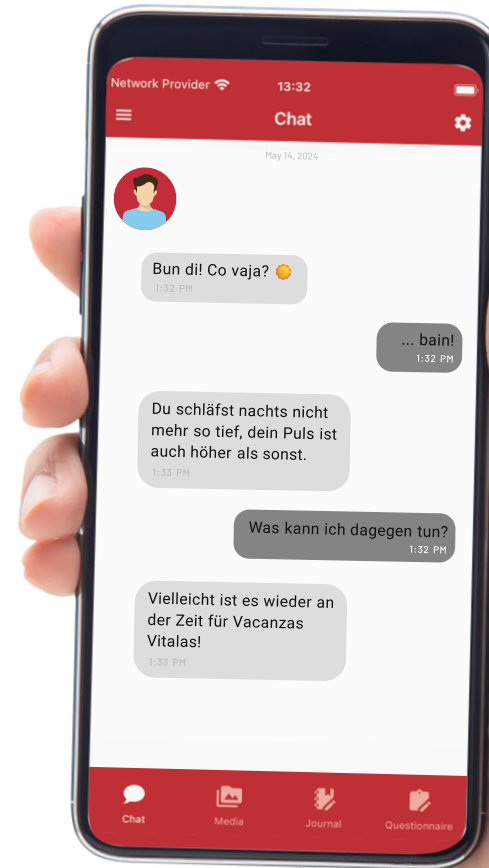 Network Provider
13:32
Chat
May 14, 2024
Bun di! Co vaja?
1:32 PM
... bain!
1:32 PM
Du schläfst nachts nicht
mehr so tief, dein Puls ist
auch höher als sonst.
1:33 PM
Was kann ich dagegen tun?
1:32 PM
Vielleicht ist es wieder an
der Zeit für Vacanzas
Vitalas!
1:33 PM
Chat
Media
Journal
Questionnaire